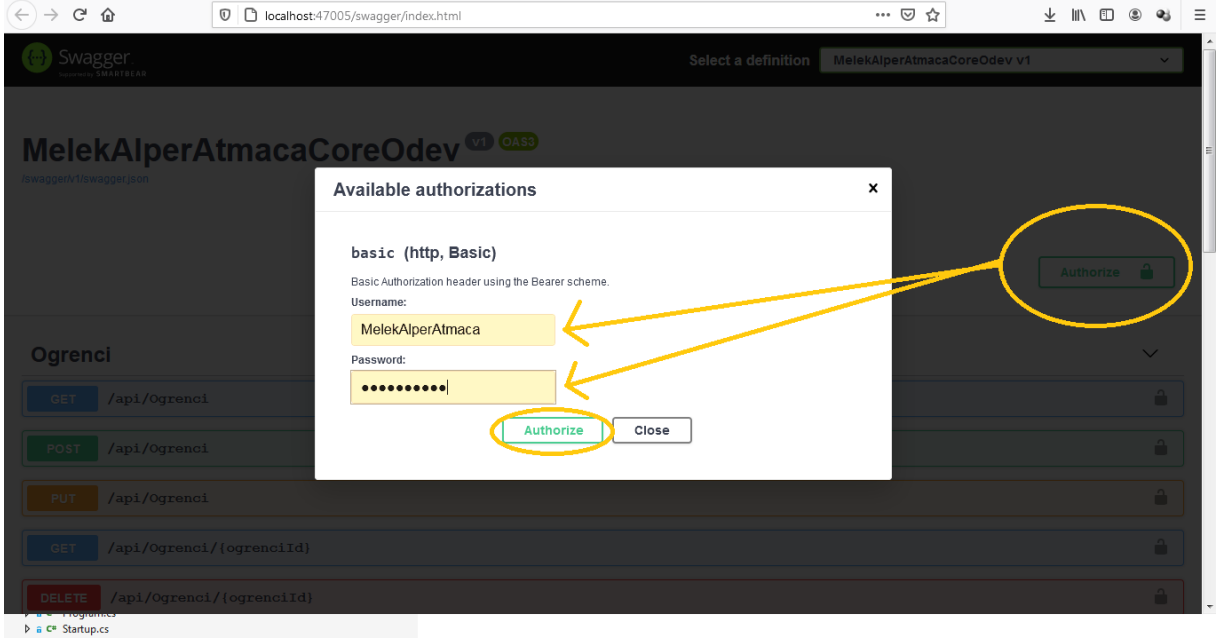 localhost:47005/swagger/index.html
Swagger
Supported by SMARTBEAR
Select a definition
MelekAlperAtmacaCoreOdev v1
MelekAlperAtmacaCoreOdev v1 OAS3
/swagger/v1/swagger.json
Available authorizations
basic (http, Basic)
Basic Authorization header using the Bearer scheme.
Username:
MelekAlperAtmaca
Password:
Authorize Close
Authorize
Ogrenci
GET /api/Ogrenci
POST /api/Ogrenci
PUT /api/Ogrenci
GET /api/Ogrenci/{ogrenciId}
DELETE /api/Ogrenci/{ogrenciId}
C# Program.cs
C# Startup.cs